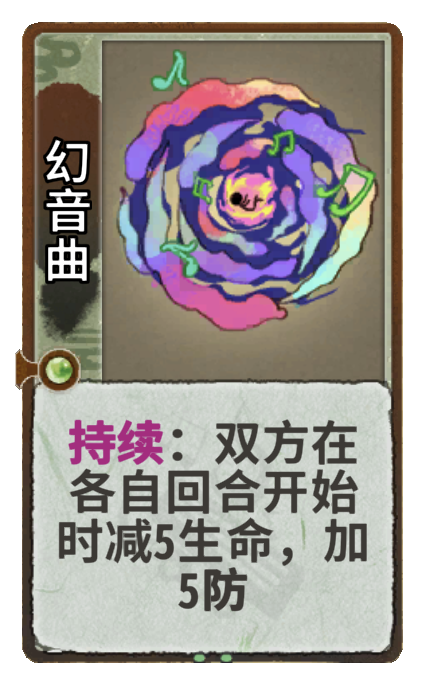 幻音曲
持续：双方在
各自回合开始
时减5生命，加
5防